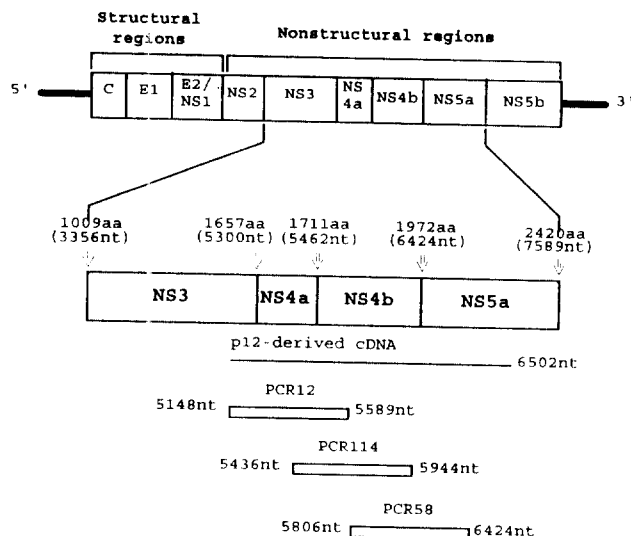 Structural regions
Nonstructural regions
5'
C
E1
E2/NS1
NS2
NS3
NS4a
NS4b
NS5a
NS5b
3'
1009aa
(3356nt)
1657aa
(5300nt)
1711aa
(5462nt)
1972aa
(6424nt)
2420aa
(7589nt)
NS3
NS4a
NS4b
NS5a
p12-derived cDNA
6502nt
PCR12
5148nt
5589nt
PCR114
5436nt
5944nt
PCR58
5806nt
6424nt